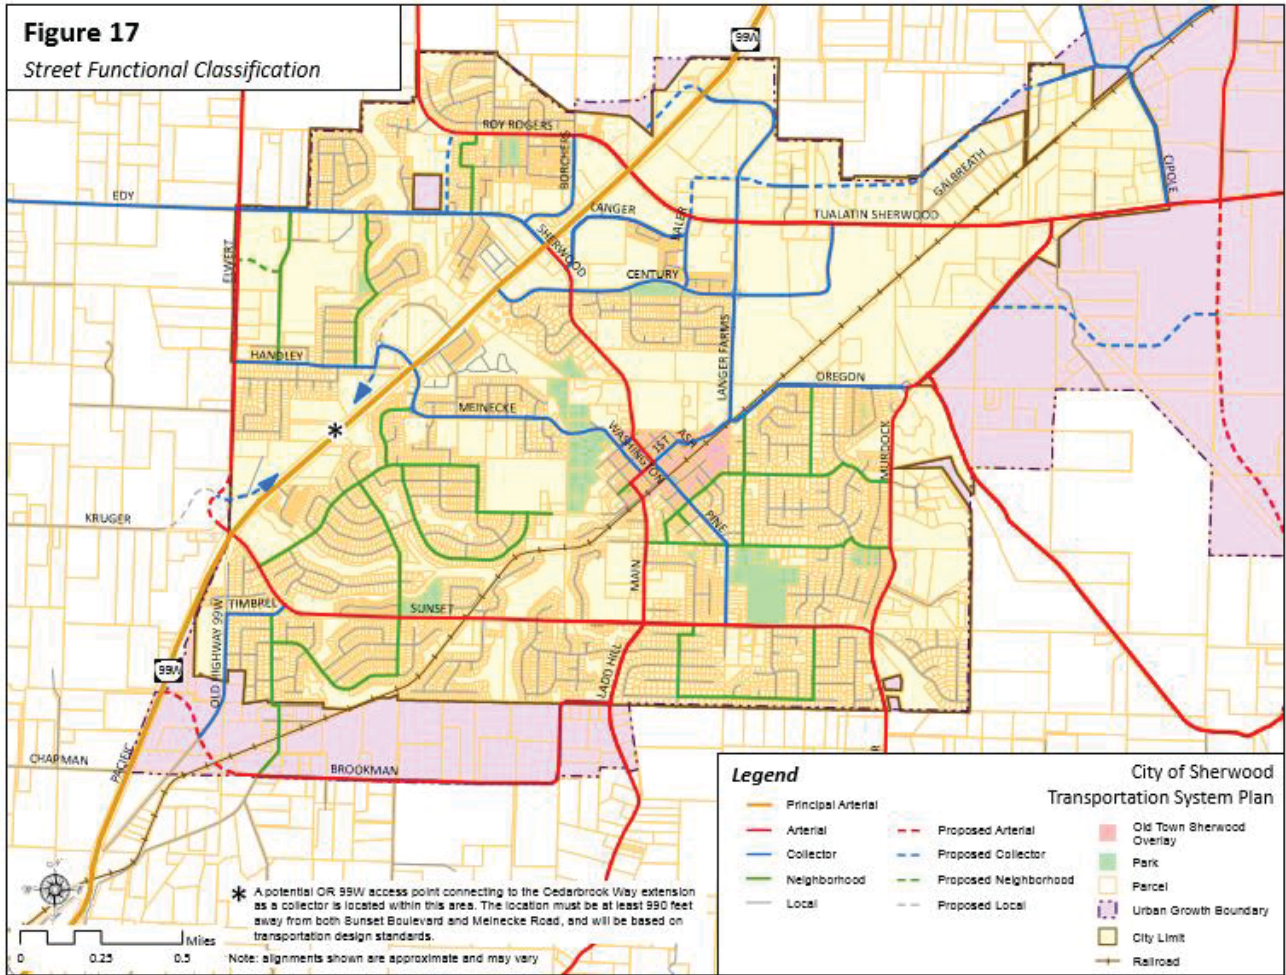 Figure 17
Street Functional Classification
99W
ROY ROGERS
BORCHERS
GALBREATH
CIPOLE
EDY
LANGER
BALER
TUALATIN SHERWOOD
SHERWOOD
ELWERT
CENTURY
LANGER FARMS
HANDLEY
OREGON
MEINECKE
WASHINGTON
1ST
ASH
MURDOCK
KRUGER
PINE
MAIN
TIMBREL
SUNSET
OLD HIGHWAY 99W
LADD HILL
99W
PACIFIC
CHAPMAN
BROOKMAN
R
Legend
City of Sherwood
Transportation System Plan
Principal Arterial
Arterial
Collector
Neighborhood
Local
Proposed Arterial
Proposed Collector
Proposed Neighborhood
Proposed Local
Old Town Sherwood
Overlay
Park
Parcel
Urban Growth Boundary
City Limit
Railroad
* A potential OR 99W access point connecting to the Cedarbrook Way extension
as a collector is located within this area. The location must be at least 990 feet
away from both Sunset Boulevard and Meinecke Road, and will be based on
transportation design standards.
Miles
0 0.25 0.5
Note: alignments shown are approximate and may vary